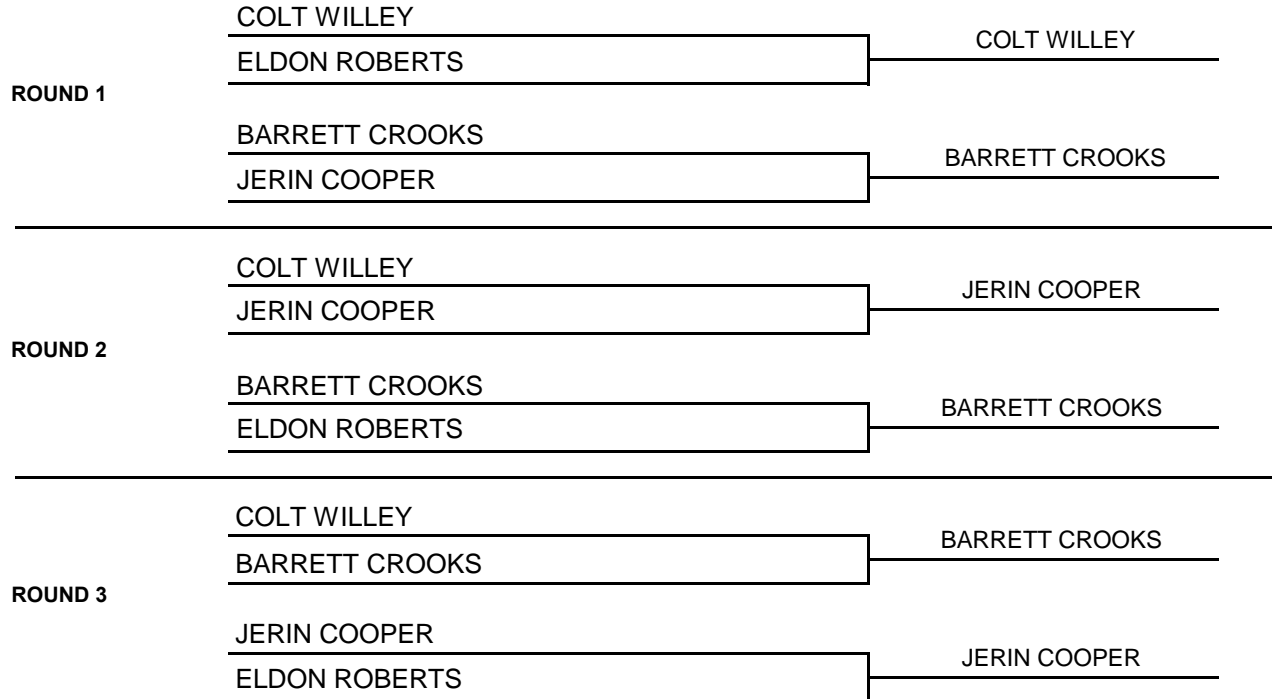 COLT WILLEY
COLT WILLEY
ELDON ROBERTS
ROUND 1
BARRETT CROOKS
BARRETT CROOKS
JERIN COOPER
COLT WILLEY
JERIN COOPER
JERIN COOPER
ROUND 2
BARRETT CROOKS
BARRETT CROOKS
ELDON ROBERTS
COLT WILLEY
BARRETT CROOKS
BARRETT CROOKS
ROUND 3
JERIN COOPER
JERIN COOPER
ELDON ROBERTS